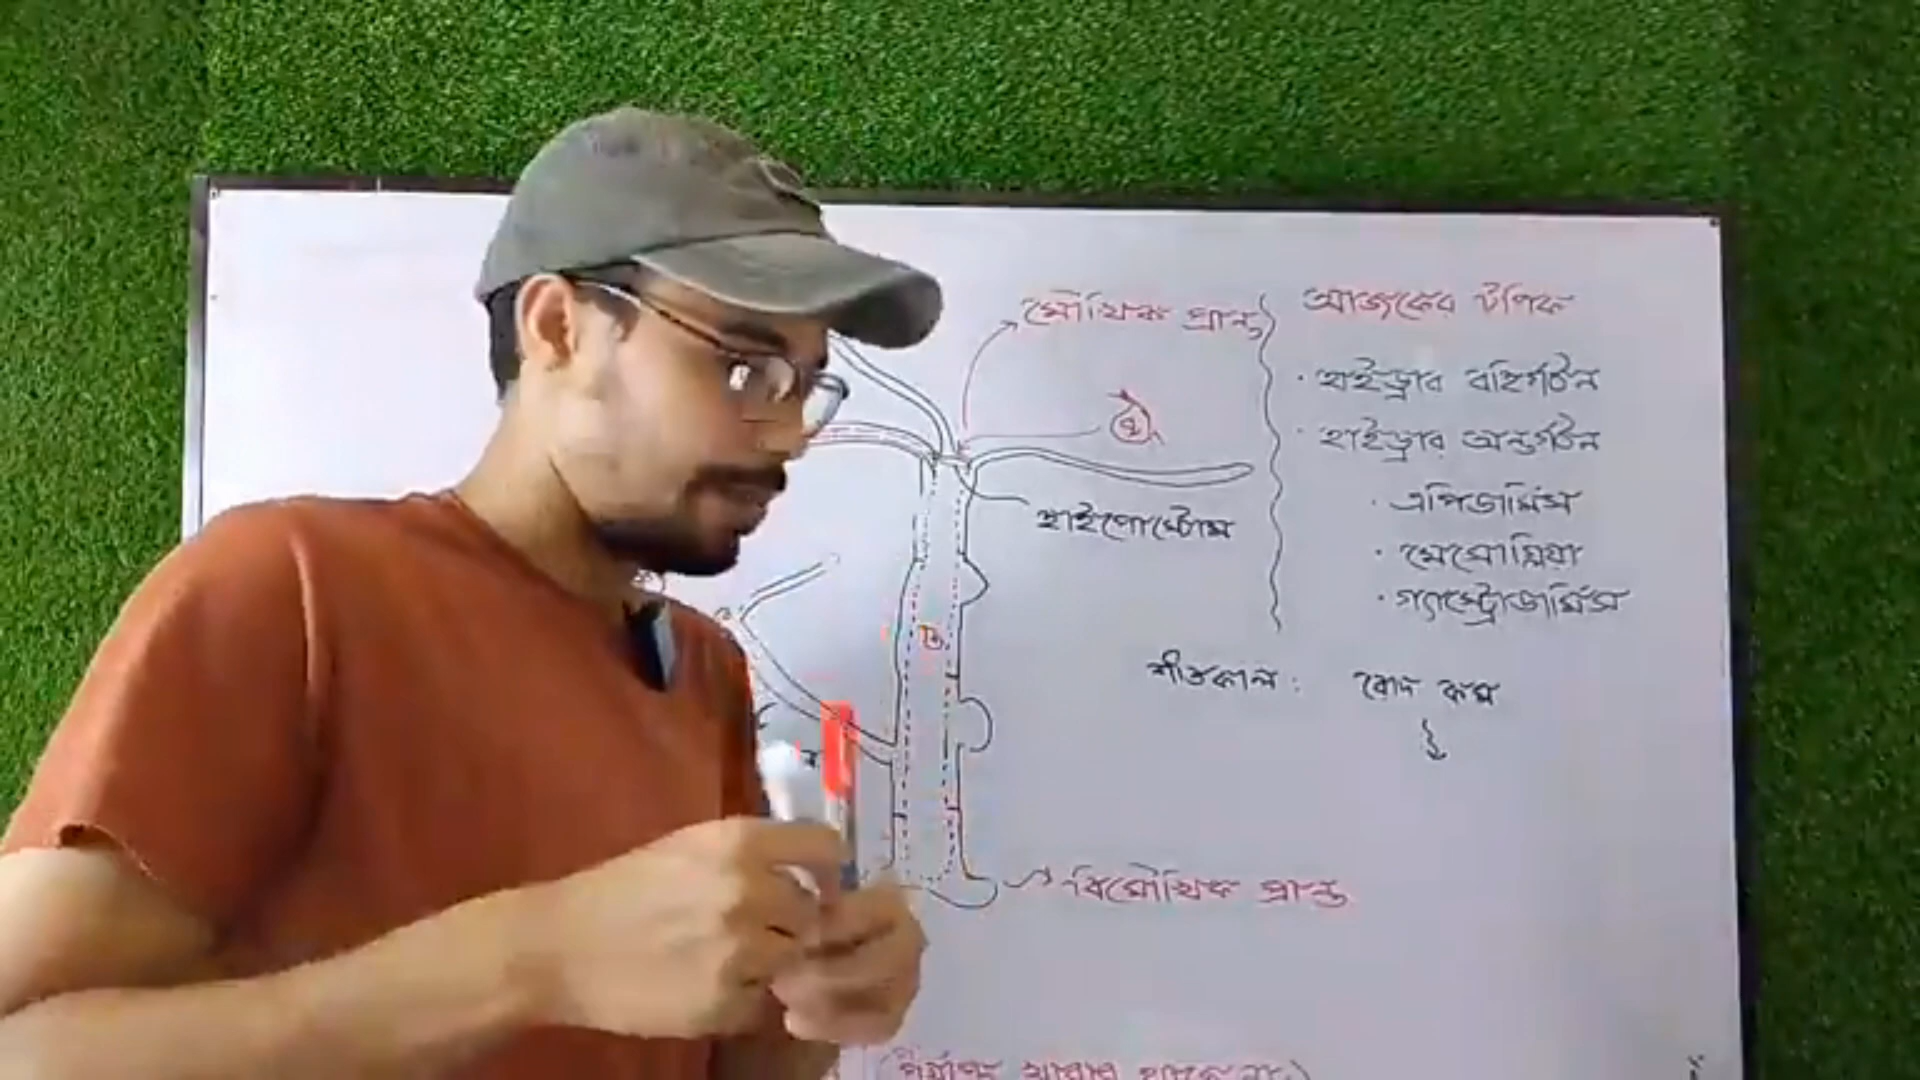 মৌখিক প্রান্ত
আজকের টপিক
· হাইড্রার বহির্গঠন
· হাইড্রার অন্তর্গঠন
· এপিডার্মিস
· মেসোগ্লিয়া
· গ্যাস্ট্রোডার্মিস
হাইপোস্টোম
শীতকাল : রোদ কম
বিমৌখিক প্রান্ত